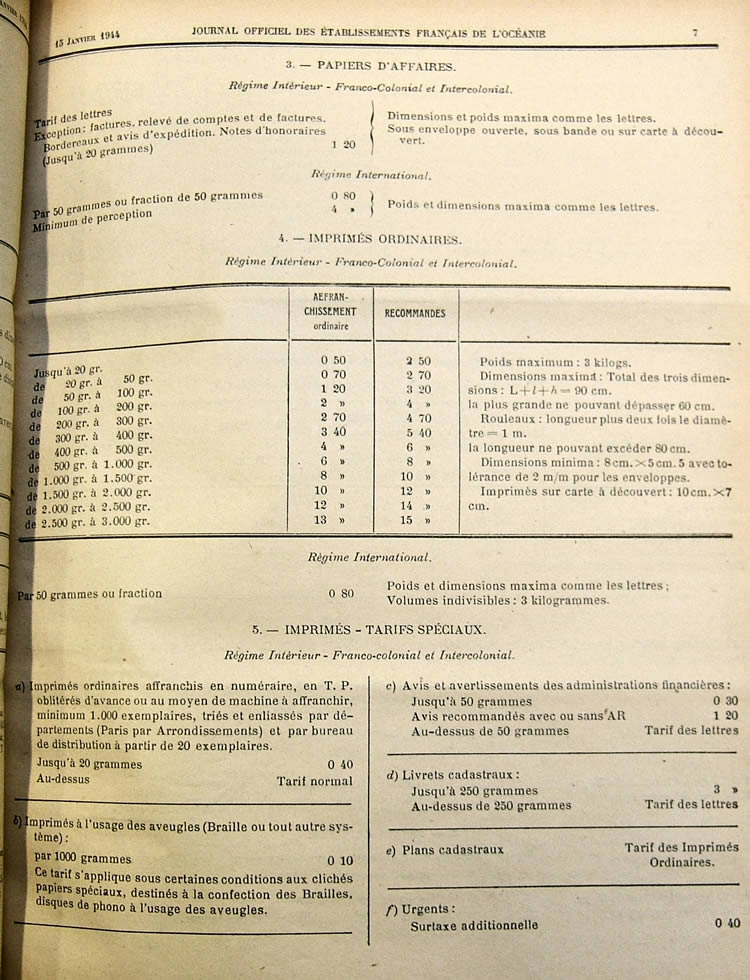 15 JANVIER 1944
JOURNAL OFFICIEL DES ÉTABLISSEMENTS FRANÇAIS DE L'OCÉANIE
7
3. — PAPIERS D'AFFAIRES.
Régime Intérieur - Franco-Colonial et Intercolonial.
Tarif des lettres
Exception: factures, relevé de comptes et de factures.
Bordereaux et avis d'expédition. Notes d'honoraires
(Jusqu'à 20 grammes) 1 20
Dimensions et poids maxima comme les lettres.
Sous enveloppe ouverte, sous bande ou sur carte à décou-
vert.
Régime International.
Par 50 grammes ou fraction de 50 grammes 0 80
Minimum de perception 4 »
Poids et dimensions maxima comme les lettres.
4. — IMPRIMÉS ORDINAIRES.
Régime Intérieur - Franco-Colonial et Intercolonial.
AEFRAN-
CHISSEMENT
ordinaire
RECOMMANDES
Jusqu'à 20 gr. 0 50 2 50
de 20 gr. à 50 gr. 0 70 2 70
de 50 gr. à 100 gr. 1 20 3 20
de 100 gr. à 200 gr. 2 » 4 »
de 200 gr. à 300 gr. 2 70 4 70
de 300 gr. à 400 gr. 3 40 5 40
de 400 gr. à 500 gr. 4 » 6 »
de 500 gr. à 1.000 gr. 6 » 8 »
de 1.000 gr. à 1.500 gr. 8 » 10 »
de 1.500 gr. à 2.000 gr. 10 » 12 »
de 2.000 gr. à 2.500 gr. 12 » 14 »
de 2.500 gr. à 3.000 gr. 13 » 15 »
Poids maximum : 3 kilogs.
Dimensions maxima : Total des trois dimen-
sions : L+l+h = 90 cm.
la plus grande ne pouvant dépasser 60 cm.
Rouleaux : longueur plus deux fois le diamè-
tre = 1 m.
la longueur ne pouvant excéder 80 cm.
Dimensions minima : 8cm.×5cm. 5 avec to-
lérance de 2 m/m pour les enveloppes.
Imprimés sur carte à découvert : 10cm.×7
cm.
Régime International.
Par 50 grammes ou fraction 0 80
Poids et dimensions maxima comme les lettres ;
Volumes indivisibles : 3 kilogrammes.
5. — IMPRIMÉS - TARIFS SPÉCIAUX.
Régime Intérieur - Franco-colonial et Intercolonial.
a) Imprimés ordinaires affranchis en numéraire, en T. P.
oblitérés d'avance ou au moyen de machine à affranchir,
minimum 1.000 exemplaires, triés et enliassés par dé-
partements (Paris par Arrondissements) et par bureau
de distribution à partir de 20 exemplaires.
Jusqu'à 20 grammes 0 40
Au-dessus Tarif normal
b) Imprimés à l'usage des aveugles (Braille ou tout autre sys-
tème) :
par 1000 grammes 0 10
Ce tarif s'applique sous certaines conditions aux clichés
papiers spéciaux, destinés à la confection des Brailles,
disques de phono à l'usage des aveugles.
c) Avis et avertissements des administrations financières :
Jusqu'à 50 grammes 0 30
Avis recommandés avec ou sans AR 1 20
Au-dessus de 50 grammes Tarif des lettres
d) Livrets cadastraux :
Jusqu'à 250 grammes 3 »
Au-dessus de 250 grammes Tarif des lettres
e) Plans cadastraux Tarif des Imprimés
Ordinaires.
f) Urgents :
Surtaxe additionnelle 0 40